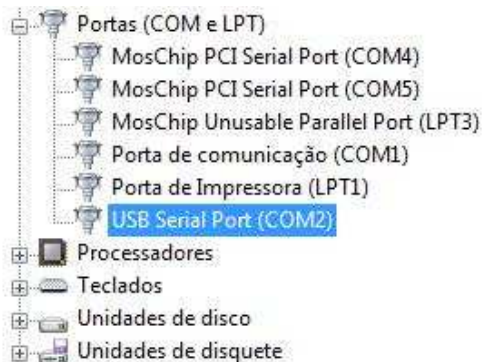 Portas (COM e LPT)
MosChip PCI Serial Port (COM4)
MosChip PCI Serial Port (COM5)
MosChip Unusable Parallel Port (LPT3)
Porta de comunicação (COM1)
Porta de Impressora (LPT1)
USB Serial Port (COM2)
Processadores
Teclados
Unidades de disco
Unidades de disquete